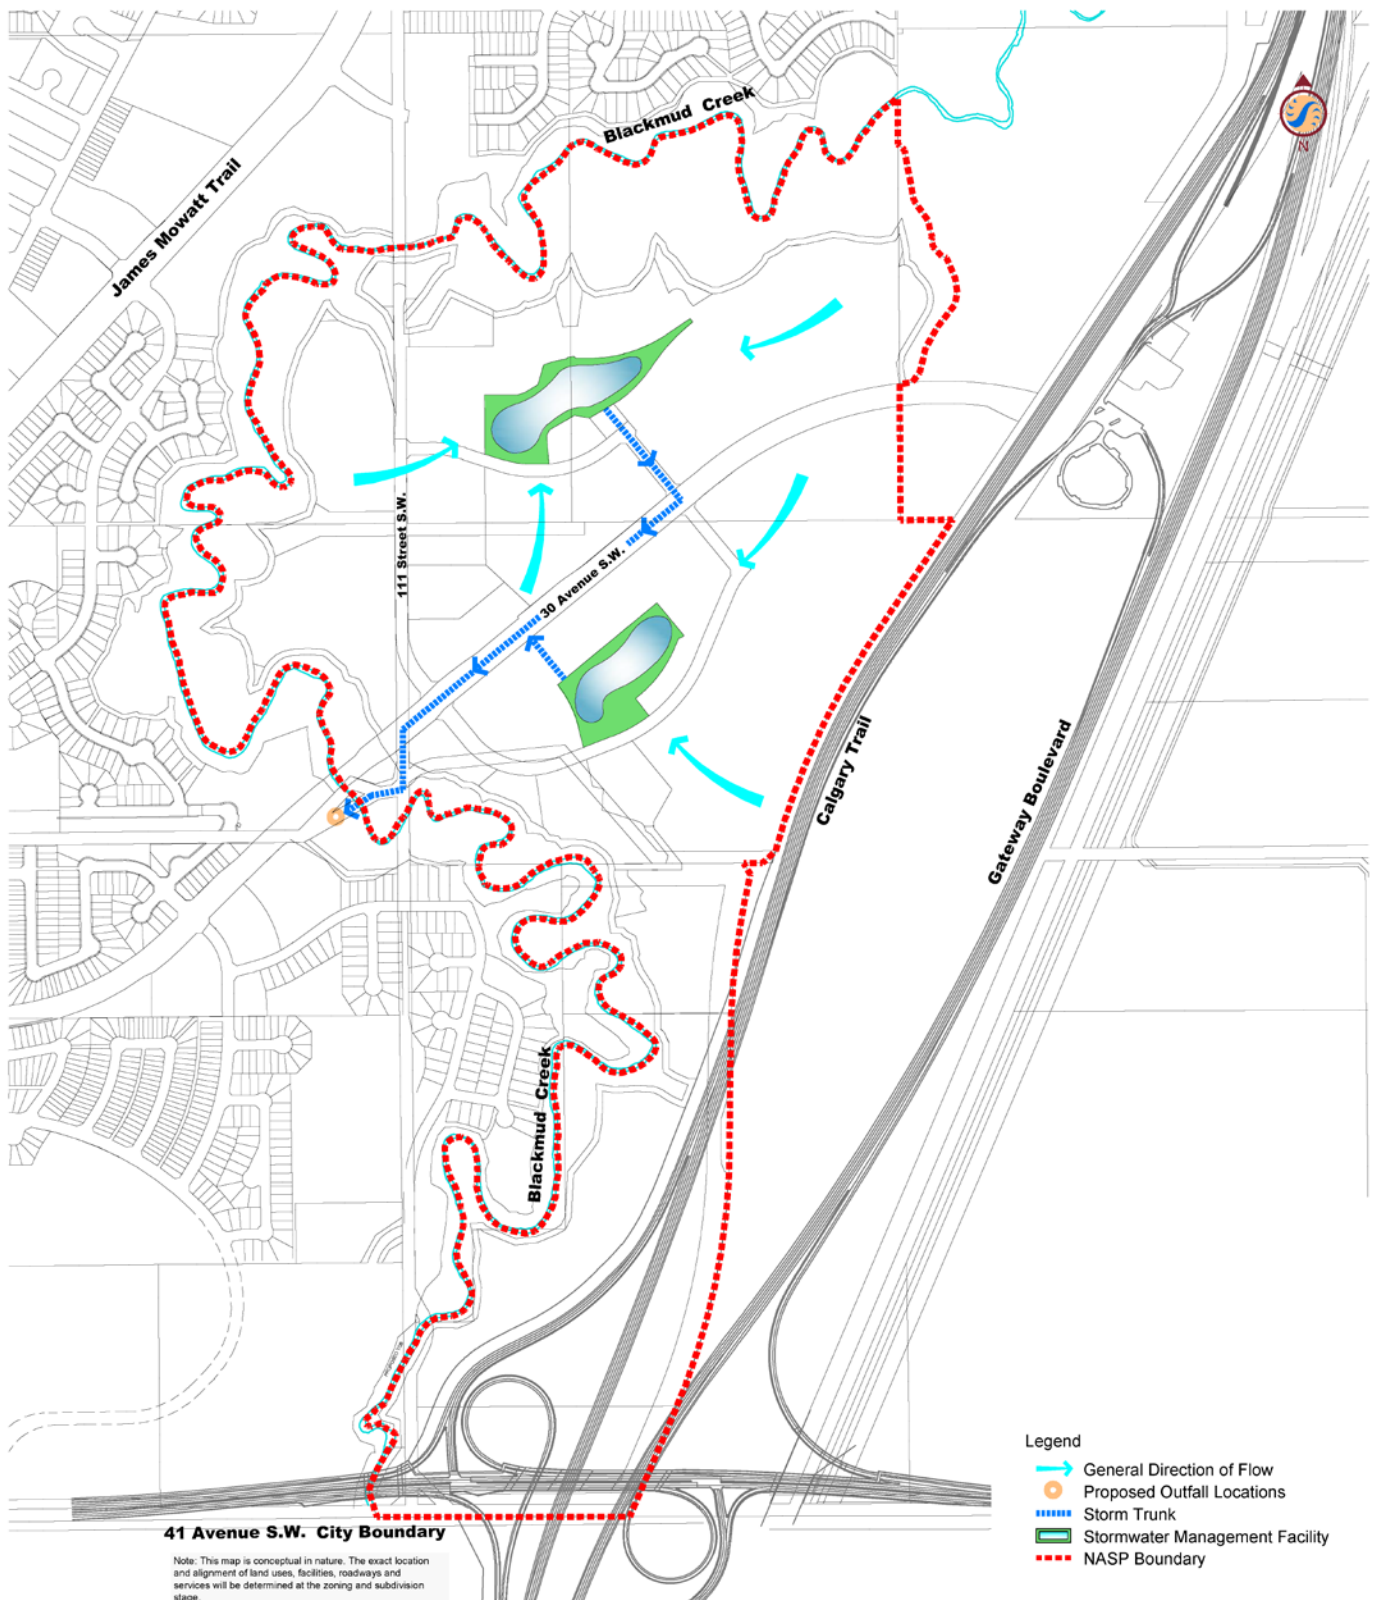 Blackmud Creek
James Mowatt Trail
N
111 Street S.W.
30 Avenue S.W.
Calgary Trail
Gateway Boulevard
Blackmud Creek
Legend
General Direction of Flow
Proposed Outfall Locations
Storm Trunk
Stormwater Management Facility
NASP Boundary
41 Avenue S.W. City Boundary
Note: This map is conceptual in nature. The exact location
and alignment of land uses, facilities, roadways and
services will be determined at the zoning and subdivision
stage.